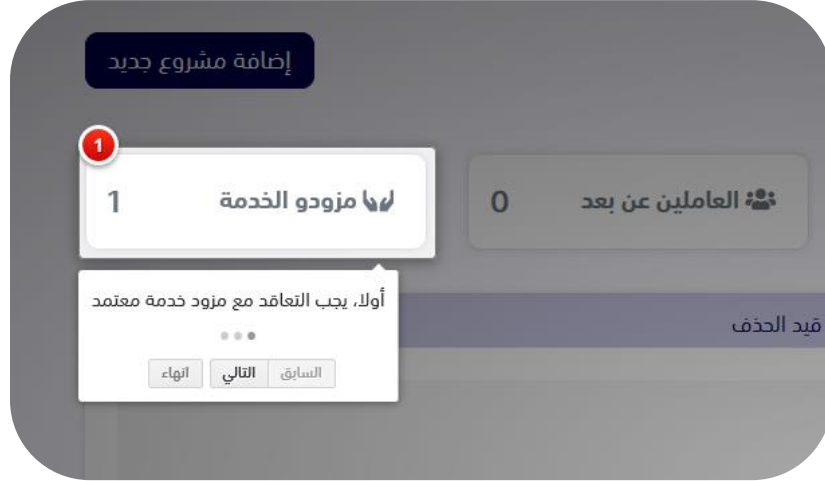 إضافة مشروع جديد
1
العاملين عن بعد 0
مزودو الخدمة 1
قيد الحذف
أولا، يجب التعاقد مع مزود خدمة معتمد
السابق التالي انهاء